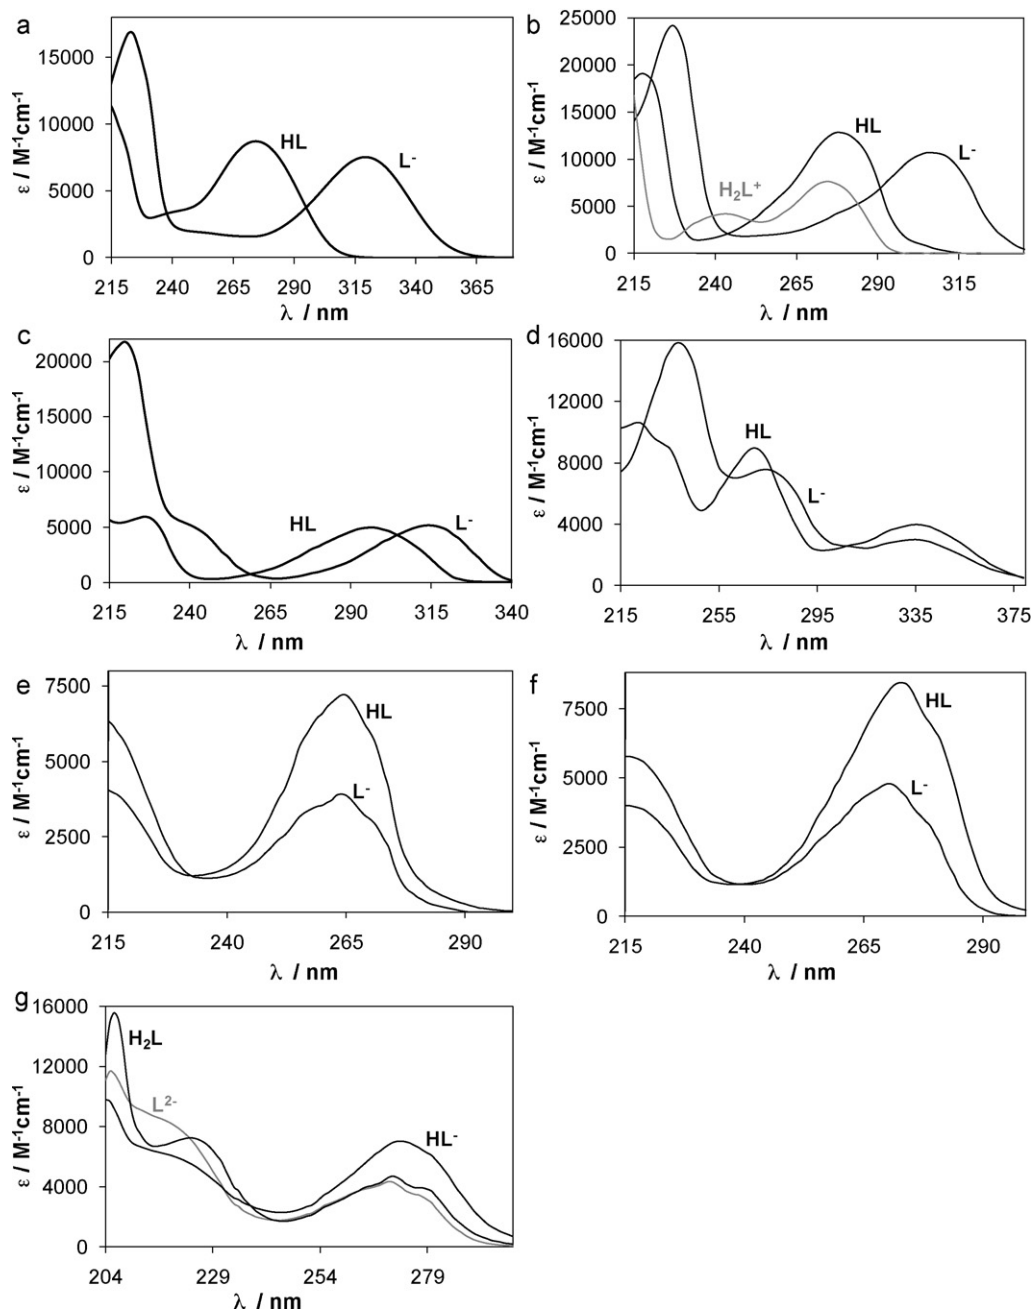 a
15000
10000
5000
0
ε / M⁻¹cm⁻¹
HL
L⁻
215 240 265 290 315 340 365
λ / nm
b
25000
20000
15000
10000
5000
0
ε / M⁻¹cm⁻¹
HL
L⁻
H₂L⁺
215 240 265 290 315
λ / nm
c
20000
15000
10000
5000
0
ε / M⁻¹cm⁻¹
HL
L⁻
215 240 265 290 315 340
λ / nm
d
16000
12000
8000
4000
0
ε / M⁻¹cm⁻¹
HL
L⁻
215 255 295 335 375
λ / nm
e
7500
5000
2500
0
ε / M⁻¹cm⁻¹
HL
L⁻
215 240 265 290
λ / nm
f
7500
5000
2500
0
ε / M⁻¹cm⁻¹
HL
L⁻
215 240 265 290
λ / nm
g
16000
12000
8000
4000
0
ε / M⁻¹cm⁻¹
H₂L
L²⁻
HL⁻
204 229 254 279
λ / nm